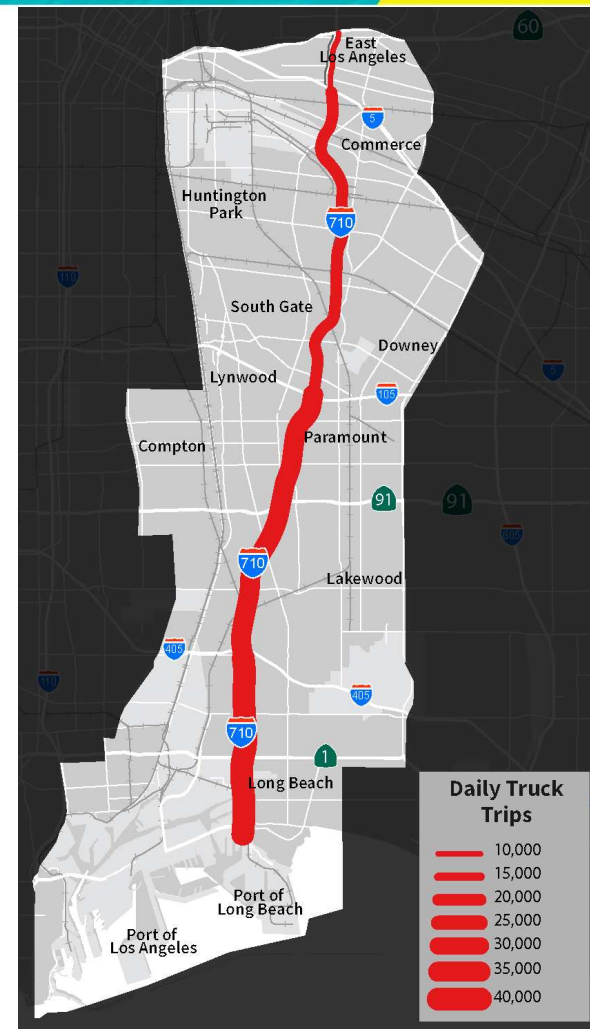 60
East
Los Angeles
5
Commerce
Huntington
Park
710
110
South Gate
Downey
5
Lynwood
105
Compton
Paramount
91
91
605
710
Lakewood
405
110
405
710
1
Long Beach
Daily Truck
Trips
10,000
15,000
20,000
25,000
30,000
35,000
40,000
Port of
Long Beach
Port of
Los Angeles